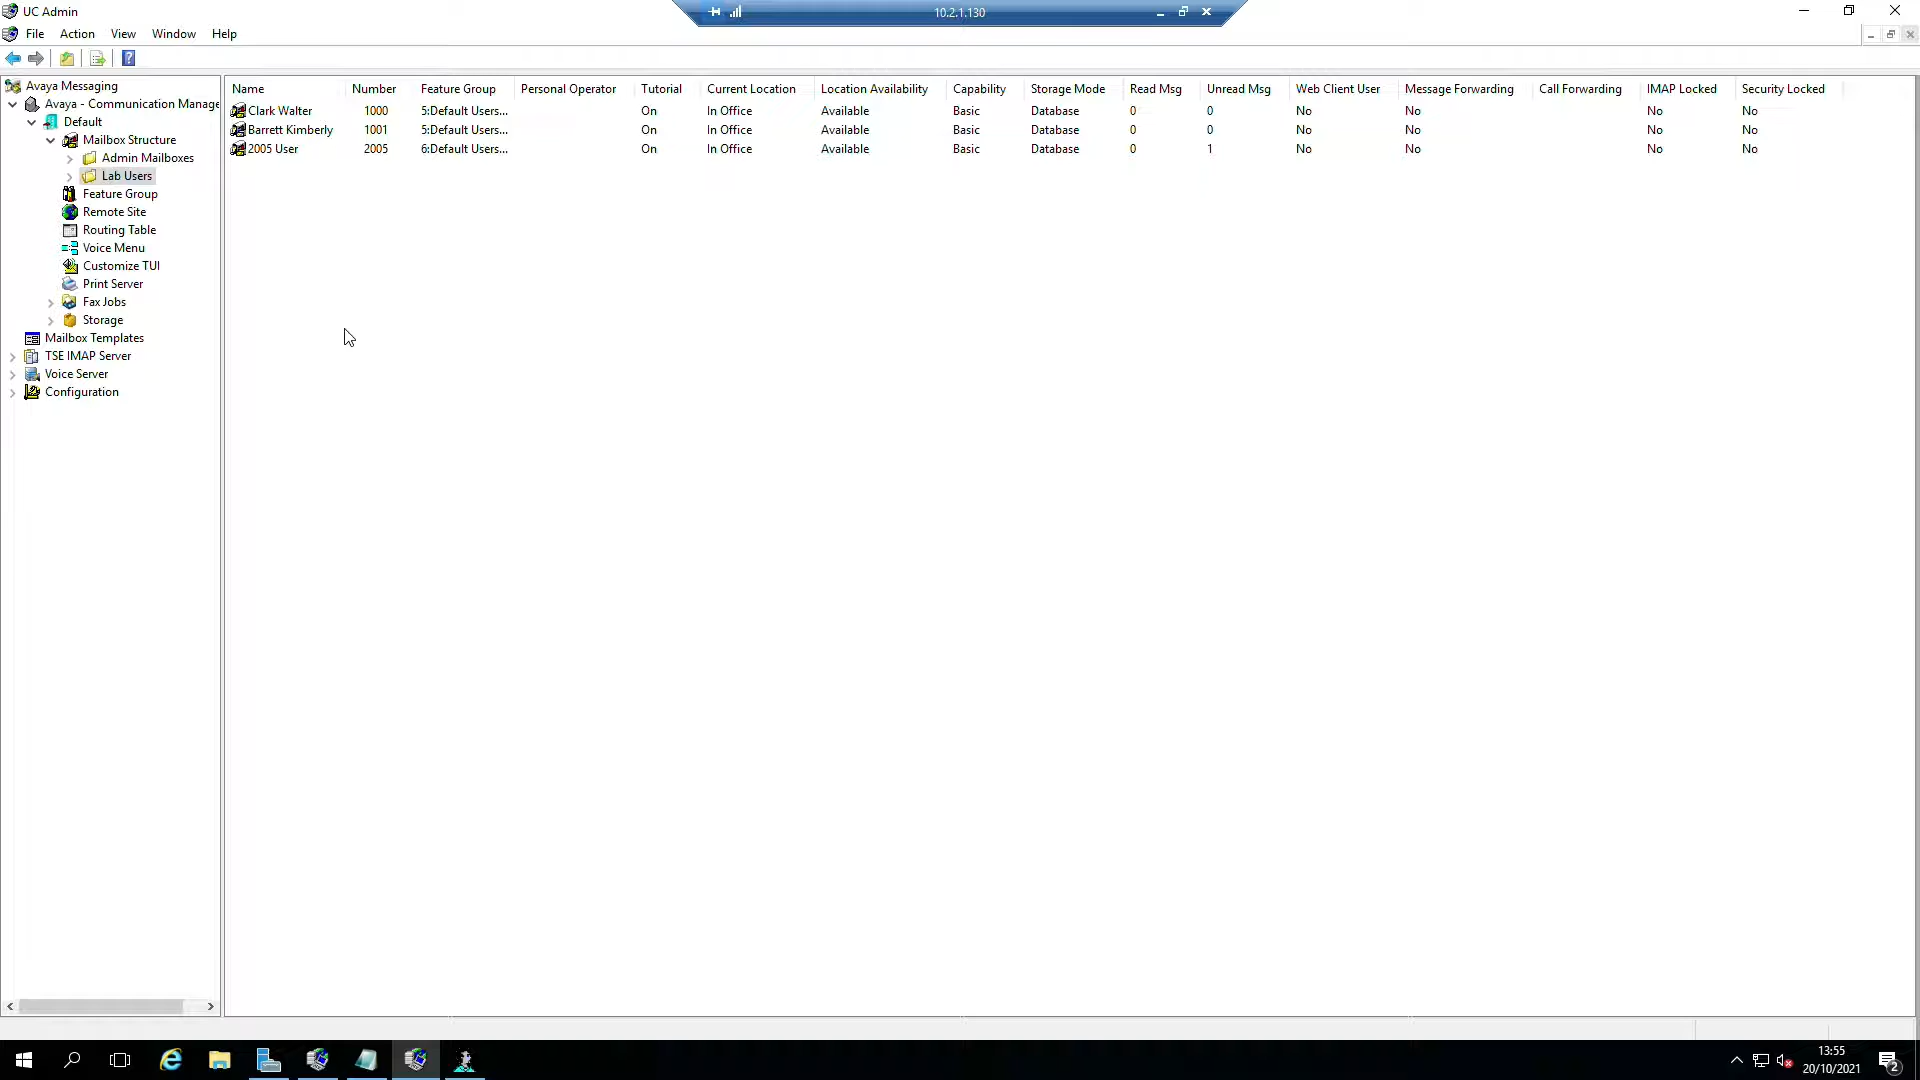 UC Admin
10.2.1.130
File Action View Window Help
Avaya Messaging
Avaya - Communication Manage
Default
Mailbox Structure
Admin Mailboxes
Lab Users
Feature Group
Remote Site
Routing Table
Voice Menu
Customize TUI
Print Server
Fax Jobs
Storage
Mailbox Templates
TSE IMAP Server
Voice Server
Configuration
Name Number Feature Group Personal Operator Tutorial Current Location Location Availability Capability Storage Mode Read Msg Unread Msg Web Client User Message Forwarding Call Forwarding IMAP Locked Security Locked
Clark Walter 1000 5:Default Users... On In Office Available Basic Database 0 0 No No No No
Barrett Kimberly 1001 5:Default Users... On In Office Available Basic Database 0 0 No No No No
2005 User 2005 6:Default Users... On In Office Available Basic Database 0 1 No No No No
13:55
20/10/2021
2